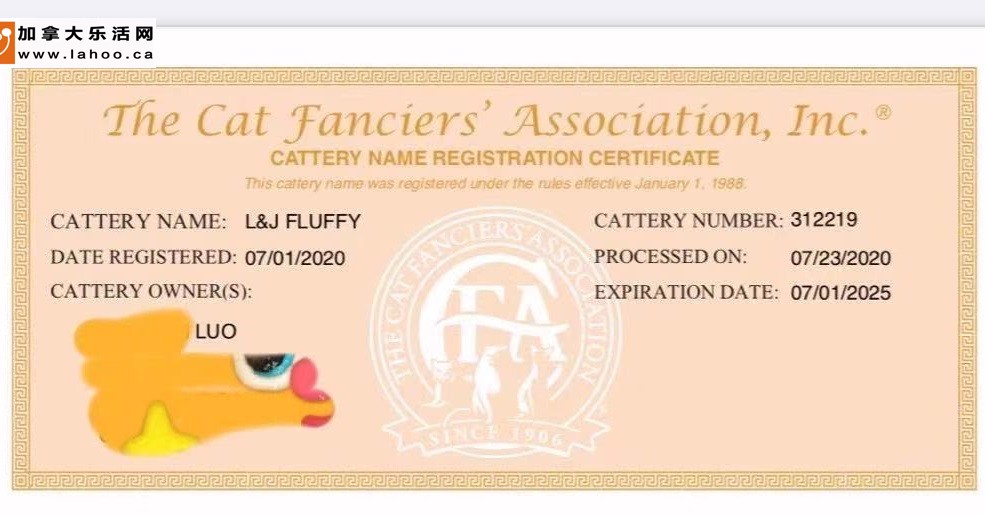 加拿大乐活网
www.lahoo.ca
The Cat Fanciers' Association, Inc.®
CATTERY NAME REGISTRATION CERTIFICATE
This cattery name was registered under the rules effective January 1, 1988.
CATTERY NAME: L&J FLUFFY
CATTERY NUMBER: 312219
DATE REGISTERED: 07/01/2020
PROCESSED ON: 07/23/2020
CATTERY OWNER(S):
EXPIRATION DATE: 07/01/2025
LUO
THE CAT FANCIERS ASSOCIATION
CFA
SINCE 1906